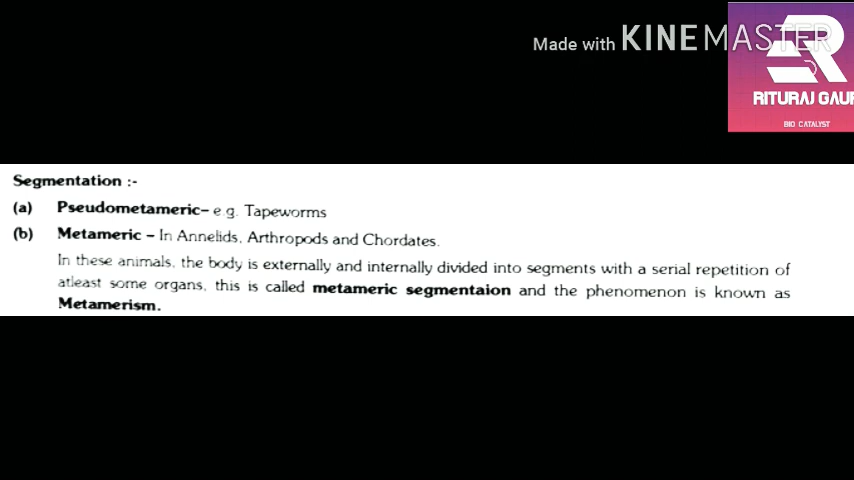 Made with KINEMASTER
RITURAJ GAUR
BIO CATALYST
Segmentation :-
(a) Pseudometameric– e.g. Tapeworms
(b) Metameric – In Annelids, Arthropods and Chordates.
In these animals, the body is externally and internally divided into segments with a serial repetition of
atleast some organs, this is called metameric segmentaion and the phenomenon is known as
Metamerism.